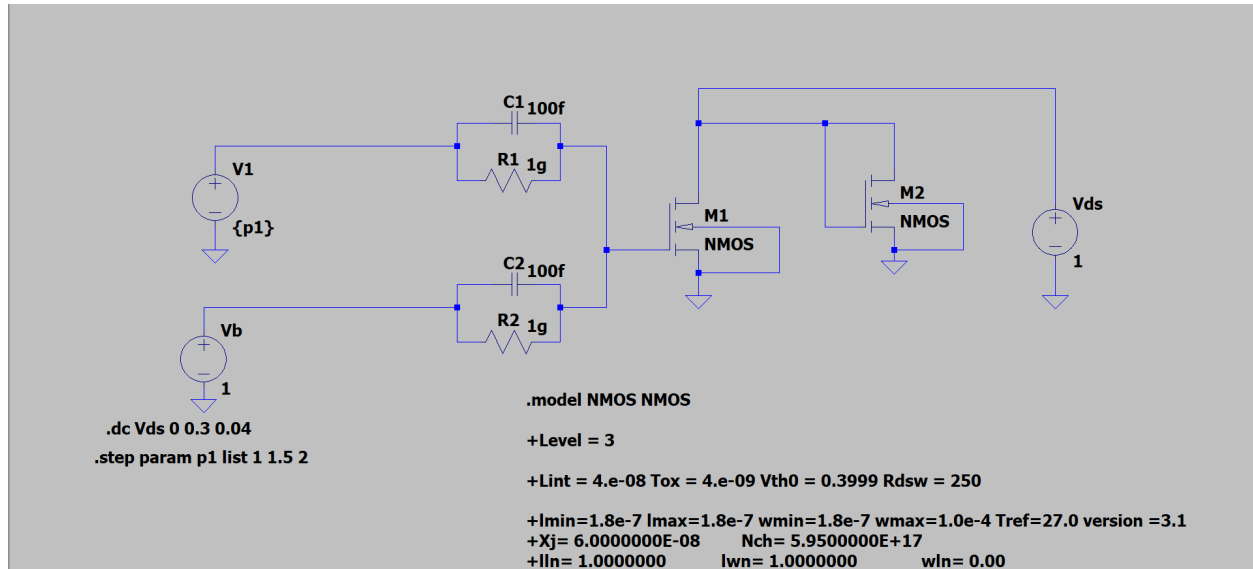 C1 100f
R1 1g
V1
{p1}
M1
NMOS
M2
NMOS
Vds
1
C2 100f
R2 1g
Vb
1
.dc Vds 0 0.3 0.04
.step param p1 list 1 1.5 2
.model NMOS NMOS
+Level = 3
+Lint = 4.e-08 Tox = 4.e-09 Vth0 = 0.3999 Rdsw = 250
+lmin=1.8e-7 lmax=1.8e-7 wmin=1.8e-7 wmax=1.0e-4 Tref=27.0 version =3.1
+Xj= 6.0000000E-08 Nch= 5.9500000E+17
+lln= 1.0000000 lwn= 1.0000000 wln= 0.00